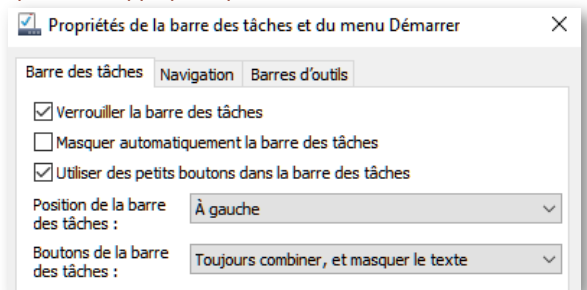 Propriétés de la barre des tâches et du menu Démarrer
Barre des tâches Navigation Barres d'outils
Verrouiller la barre des tâches
Masquer automatiquement la barre des tâches
Utiliser des petits boutons dans la barre des tâches
Position de la barre
des tâches :
À gauche
Boutons de la barre
des tâches :
Toujours combiner, et masquer le texte